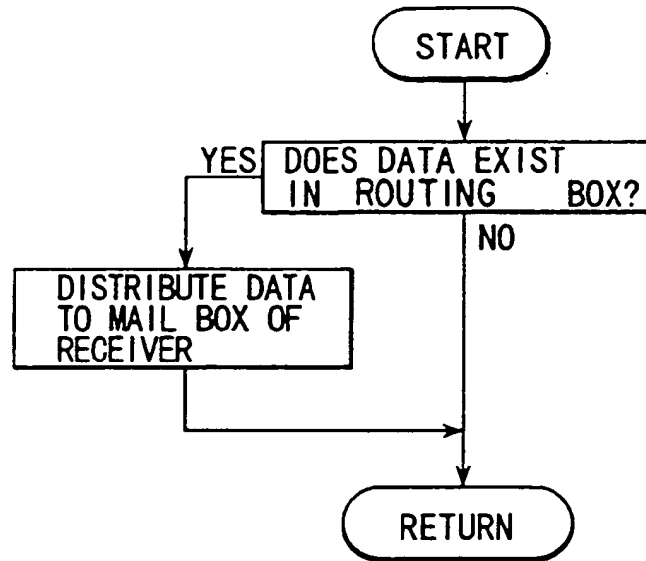 START
YES
DOES DATA EXIST
IN ROUTING BOX?
NO
DISTRIBUTE DATA
TO MAIL BOX OF
RECEIVER
RETURN